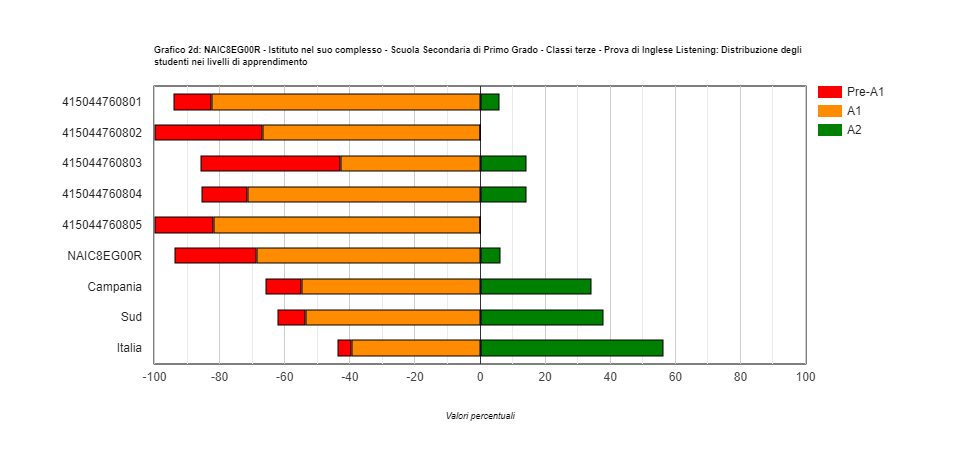 Grafico 2d: NAIC8EG00R - Istituto nel suo complesso - Scuola Secondaria di Primo Grado - Classi terze - Prova di Inglese Listening: Distribuzione degli
studenti nei livelli di apprendimento
415044760801
415044760802
415044760803
415044760804
415044760805
NAIC8EG00R
Campania
Sud
Italia
-100 -80 -60 -40 -20 0 20 40 60 80 100
Valori percentuali
Pre-A1
A1
A2